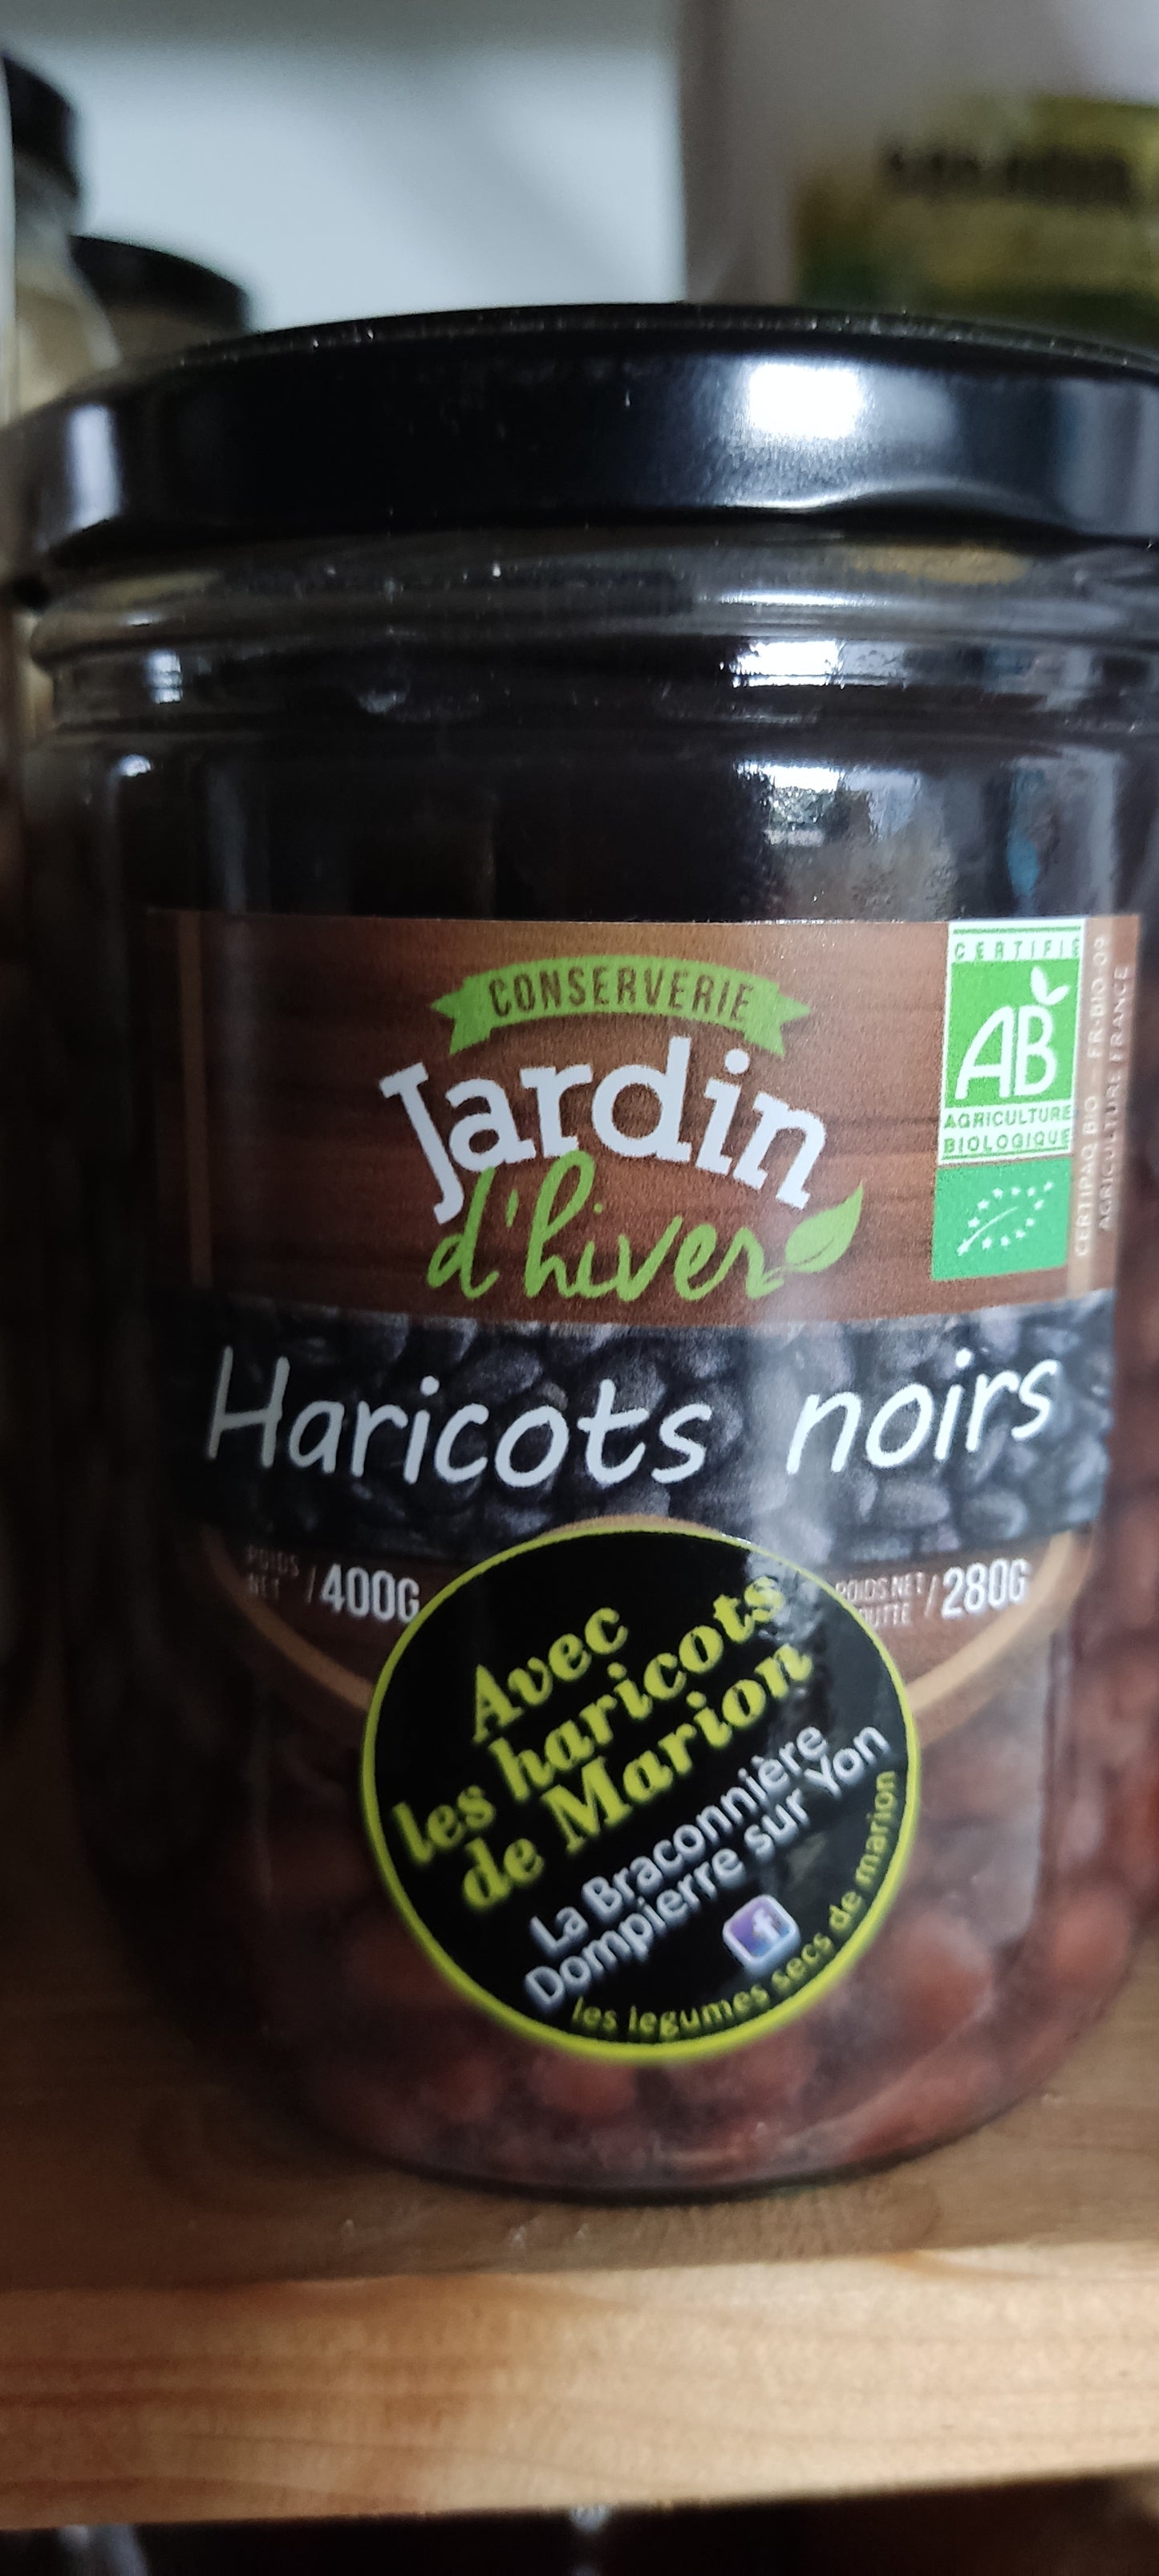 CONSERVERIE
Jardin
d'hiver
CERTIFIÉ
AB
AGRICULTURE
BIOLOGIQUE
CERTIPAQ BIO - FR-BIO-09
AGRICULTURE FRANCE
Haricots noirs
POIDS
NET / 400G
POIDS NET
OUTTÉ / 280G
Avec
les haricots
de Marion
La Braconnière
Dompierre sur Yon
f
les legumes secs de marion